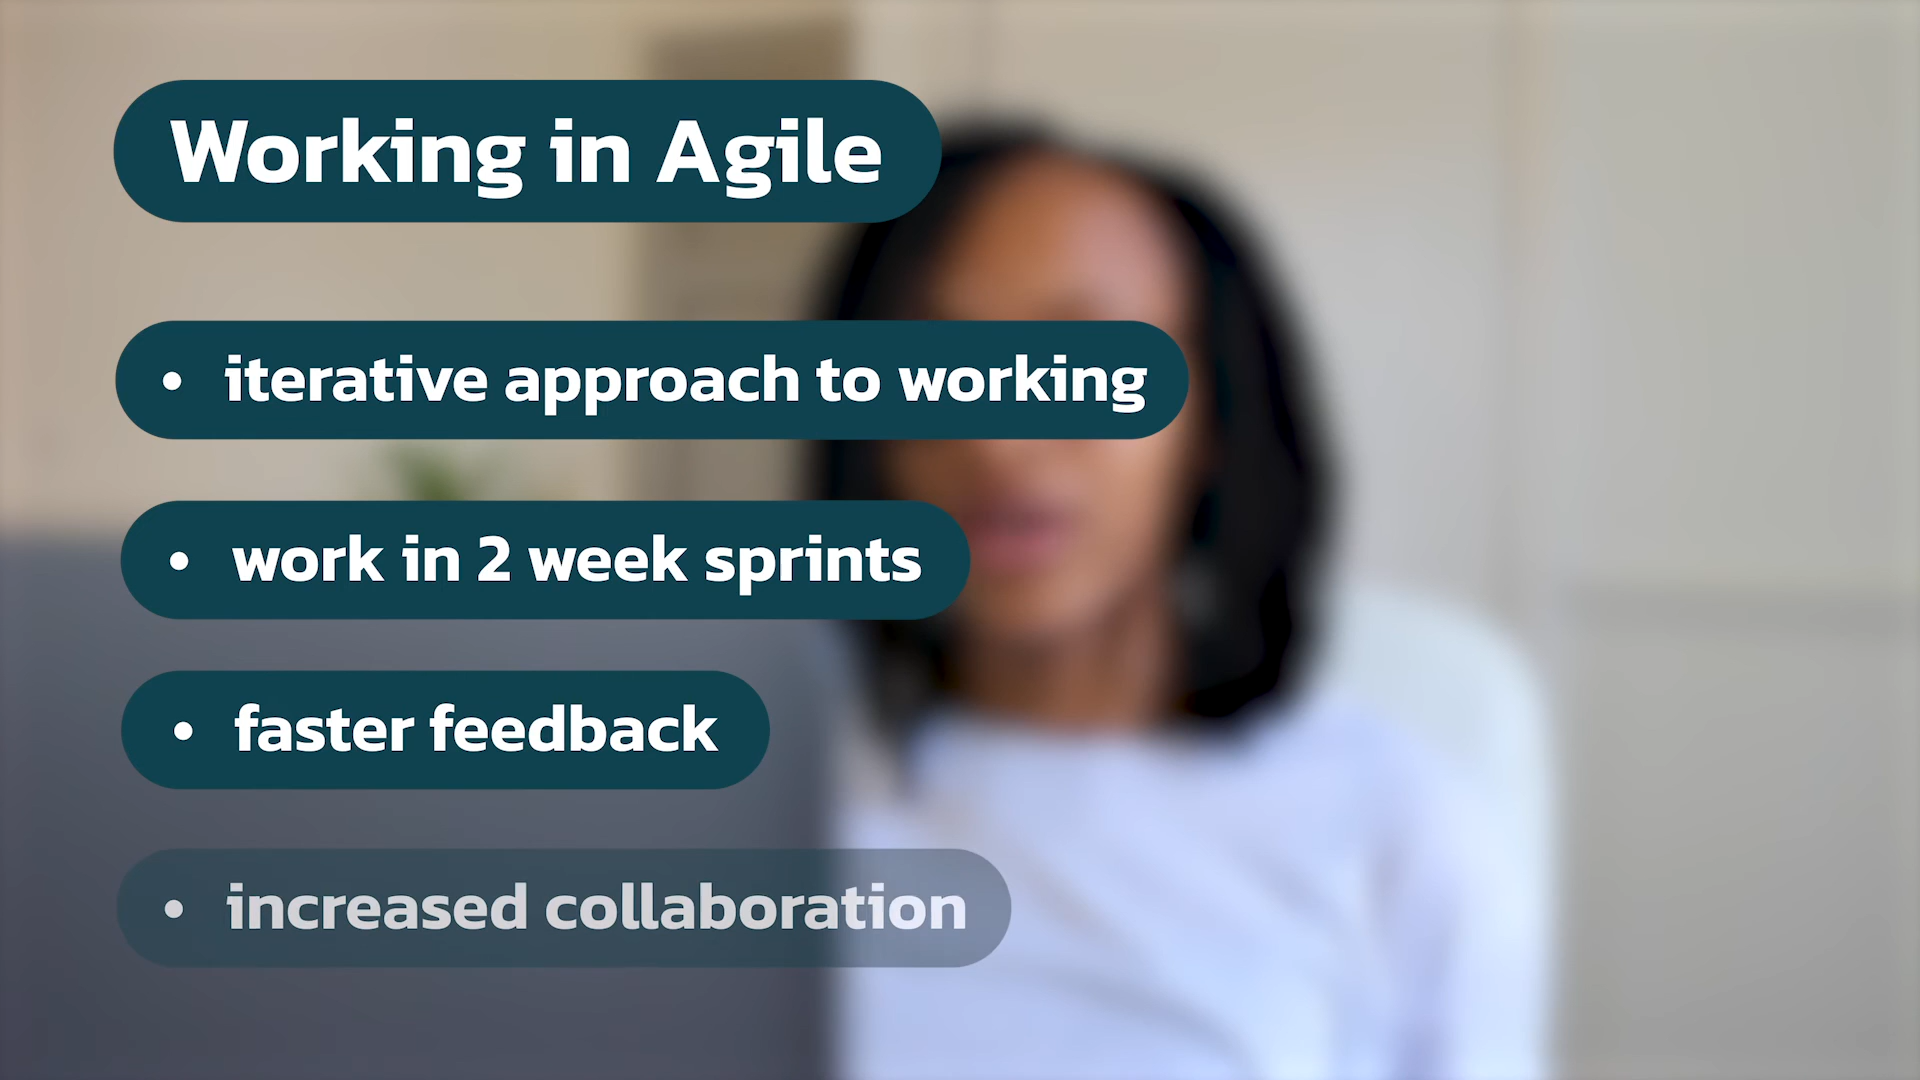 Working in Agile
• iterative approach to working
• work in 2 week sprints
• faster feedback
• increased collaboration